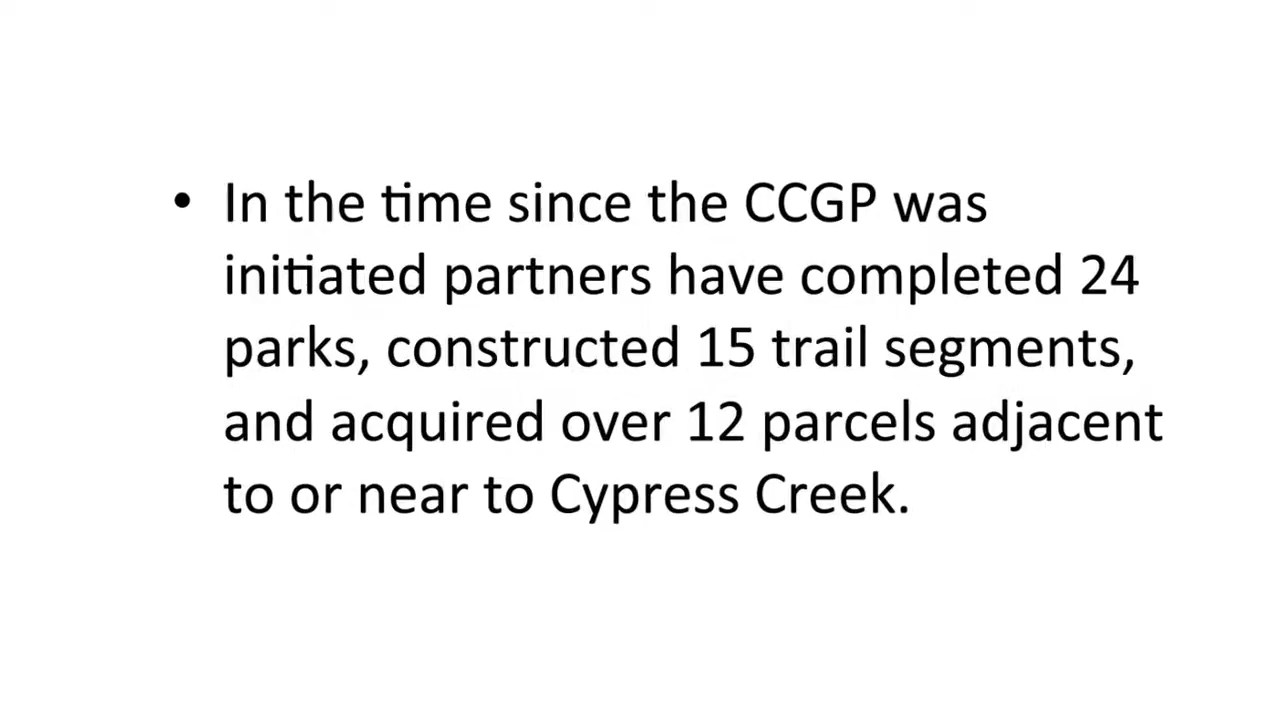 • In the time since the CCGP was
initiated partners have completed 24
parks, constructed 15 trail segments,
and acquired over 12 parcels adjacent
to or near to Cypress Creek.